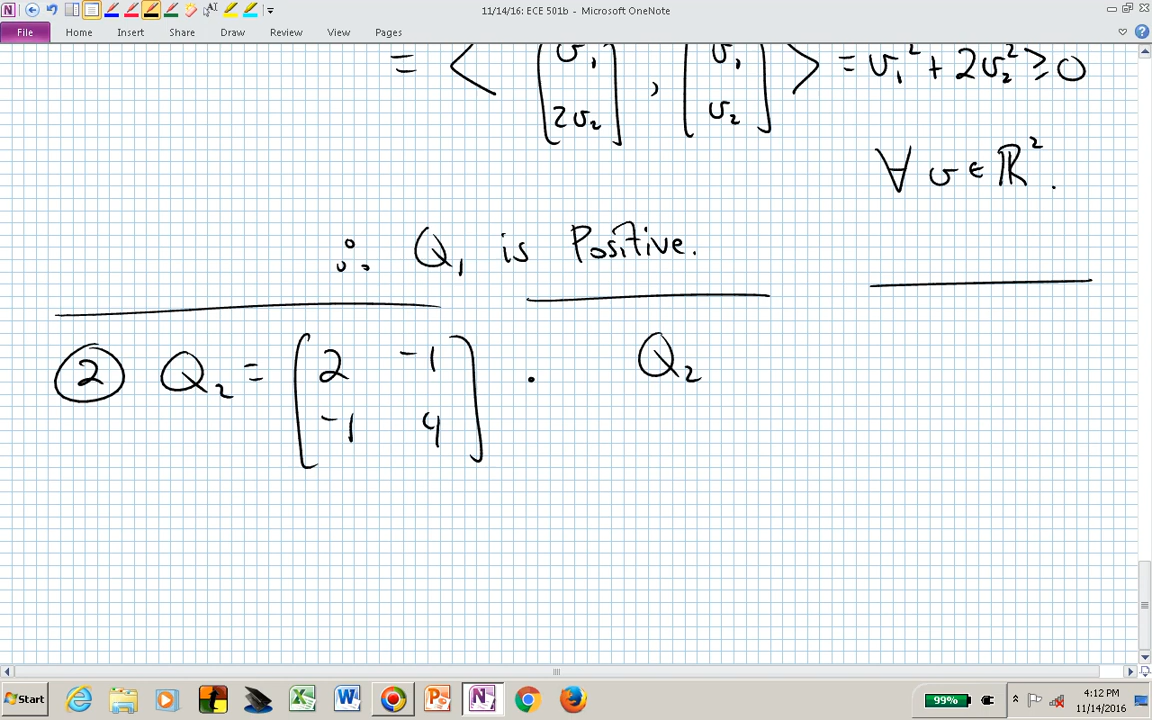 11/14/16: ECE 501b - Microsoft OneNote
File Home Insert Share Draw Review View Pages
= < [v₁ 2v₂] , [v₁ v₂] > = v₁² + 2v₂² ≥ 0
∀ v ∈ ℝ².
∴ Q₁ is Positive.
② Q₂ = [2 -1 . Q₂
-1 4]
Start 99% 4:12 PM
11/14/2016